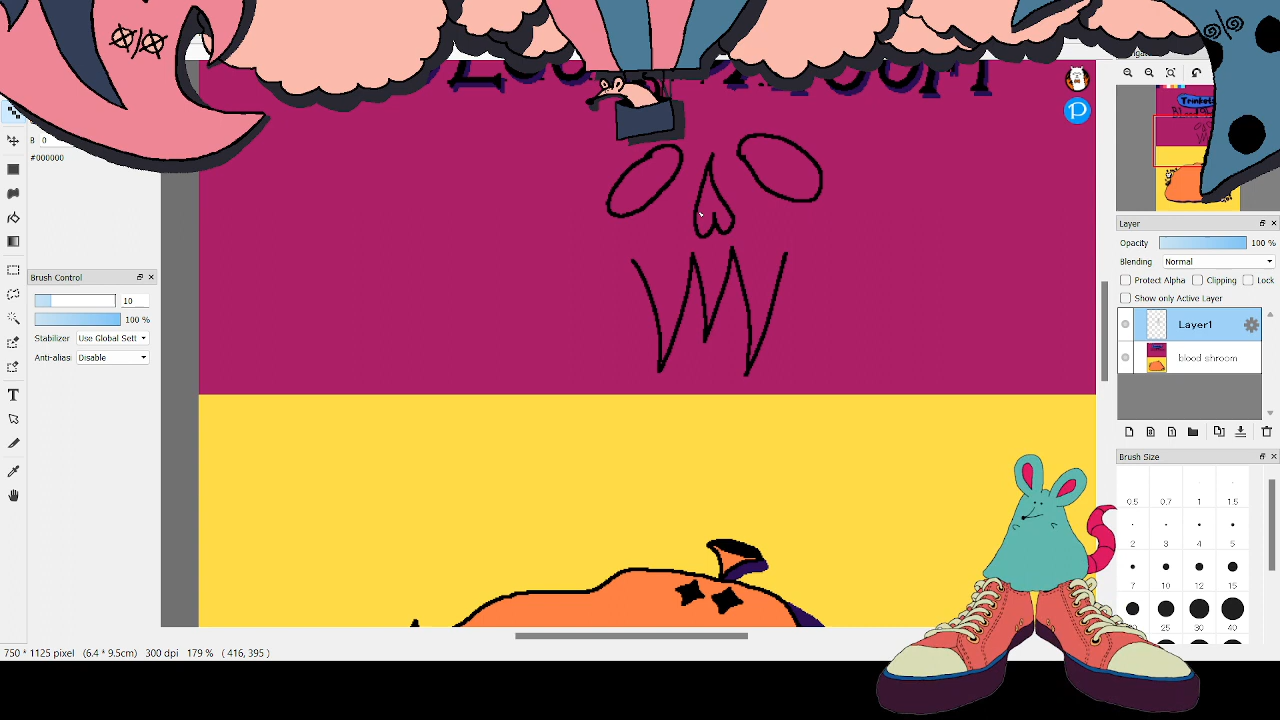 B 0
#000000
Brush Control
10
100 %
Stabilizer Use Global Sett
Anti-alias Disable
Layer
Opacity 100 %
Blending Normal
Protect Alpha Clipping Lock
Show only Active Layer
Layer1
blood shroom
Brush Size
0.5 0.7 1 1.5
2 3 4 5
7 10 12 15
25 30 40
750 * 1125 pixel (6.4 * 9.5cm) 300 dpi 179 % ( 416, 395 )